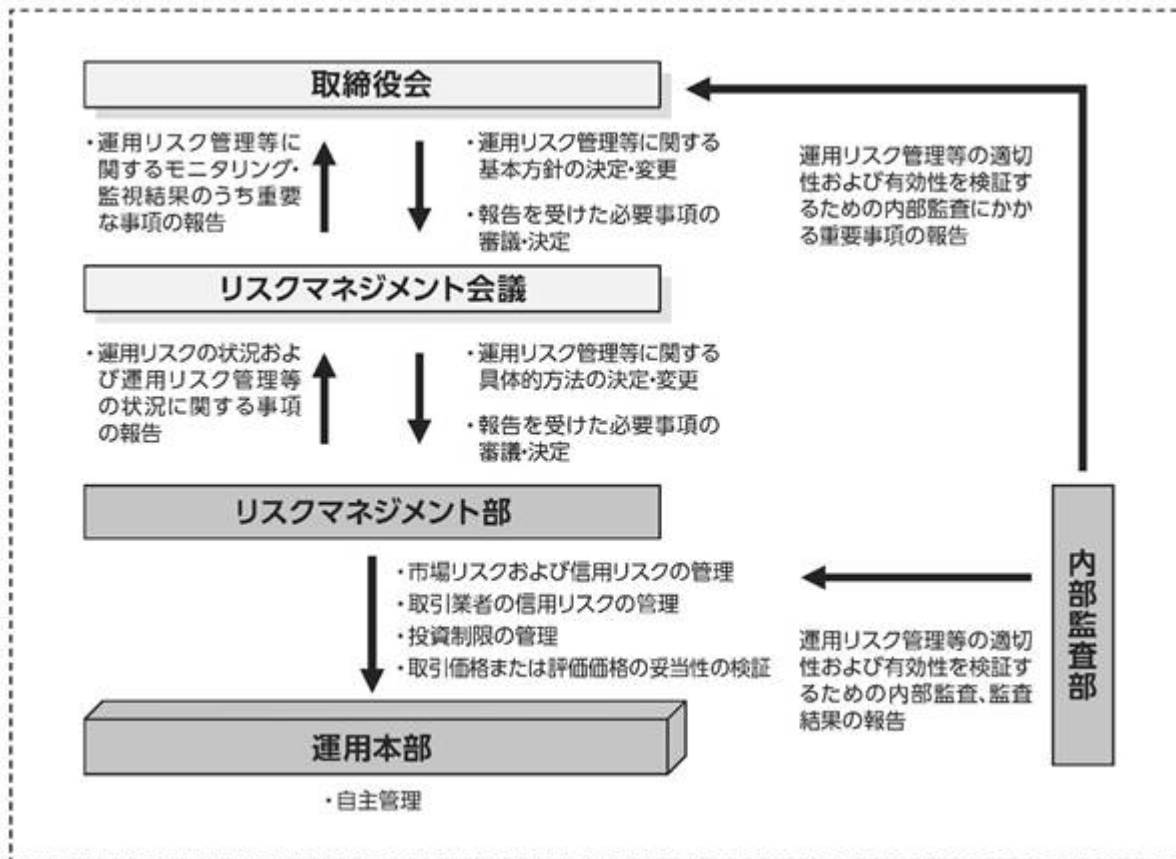 取締役会
・運用リスク管理等に
関するモニタリング・
監視結果のうち重要
な事項の報告
・運用リスク管理等に関する
基本方針の決定・変更
・報告を受けた必要事項の
審議・決定
運用リスク管理等の適切
性および有効性を検証す
るための内部監査にかか
る重要事項の報告
リスクマネジメント会議
・運用リスクの状況およ
び運用リスク管理等
の状況に関する事項
の報告
・運用リスク管理等に関する
具体的方法の決定・変更
・報告を受けた必要事項の
審議・決定
リスクマネジメント部
・市場リスクおよび信用リスクの管理
・取引業者の信用リスクの管理
・投資制限の管理
・取引価格または評価価格の妥当性の検証
内部監査部
運用リスク管理等の適切
性および有効性を検証す
るための内部監査、監査
結果の報告
運用本部
・自主管理